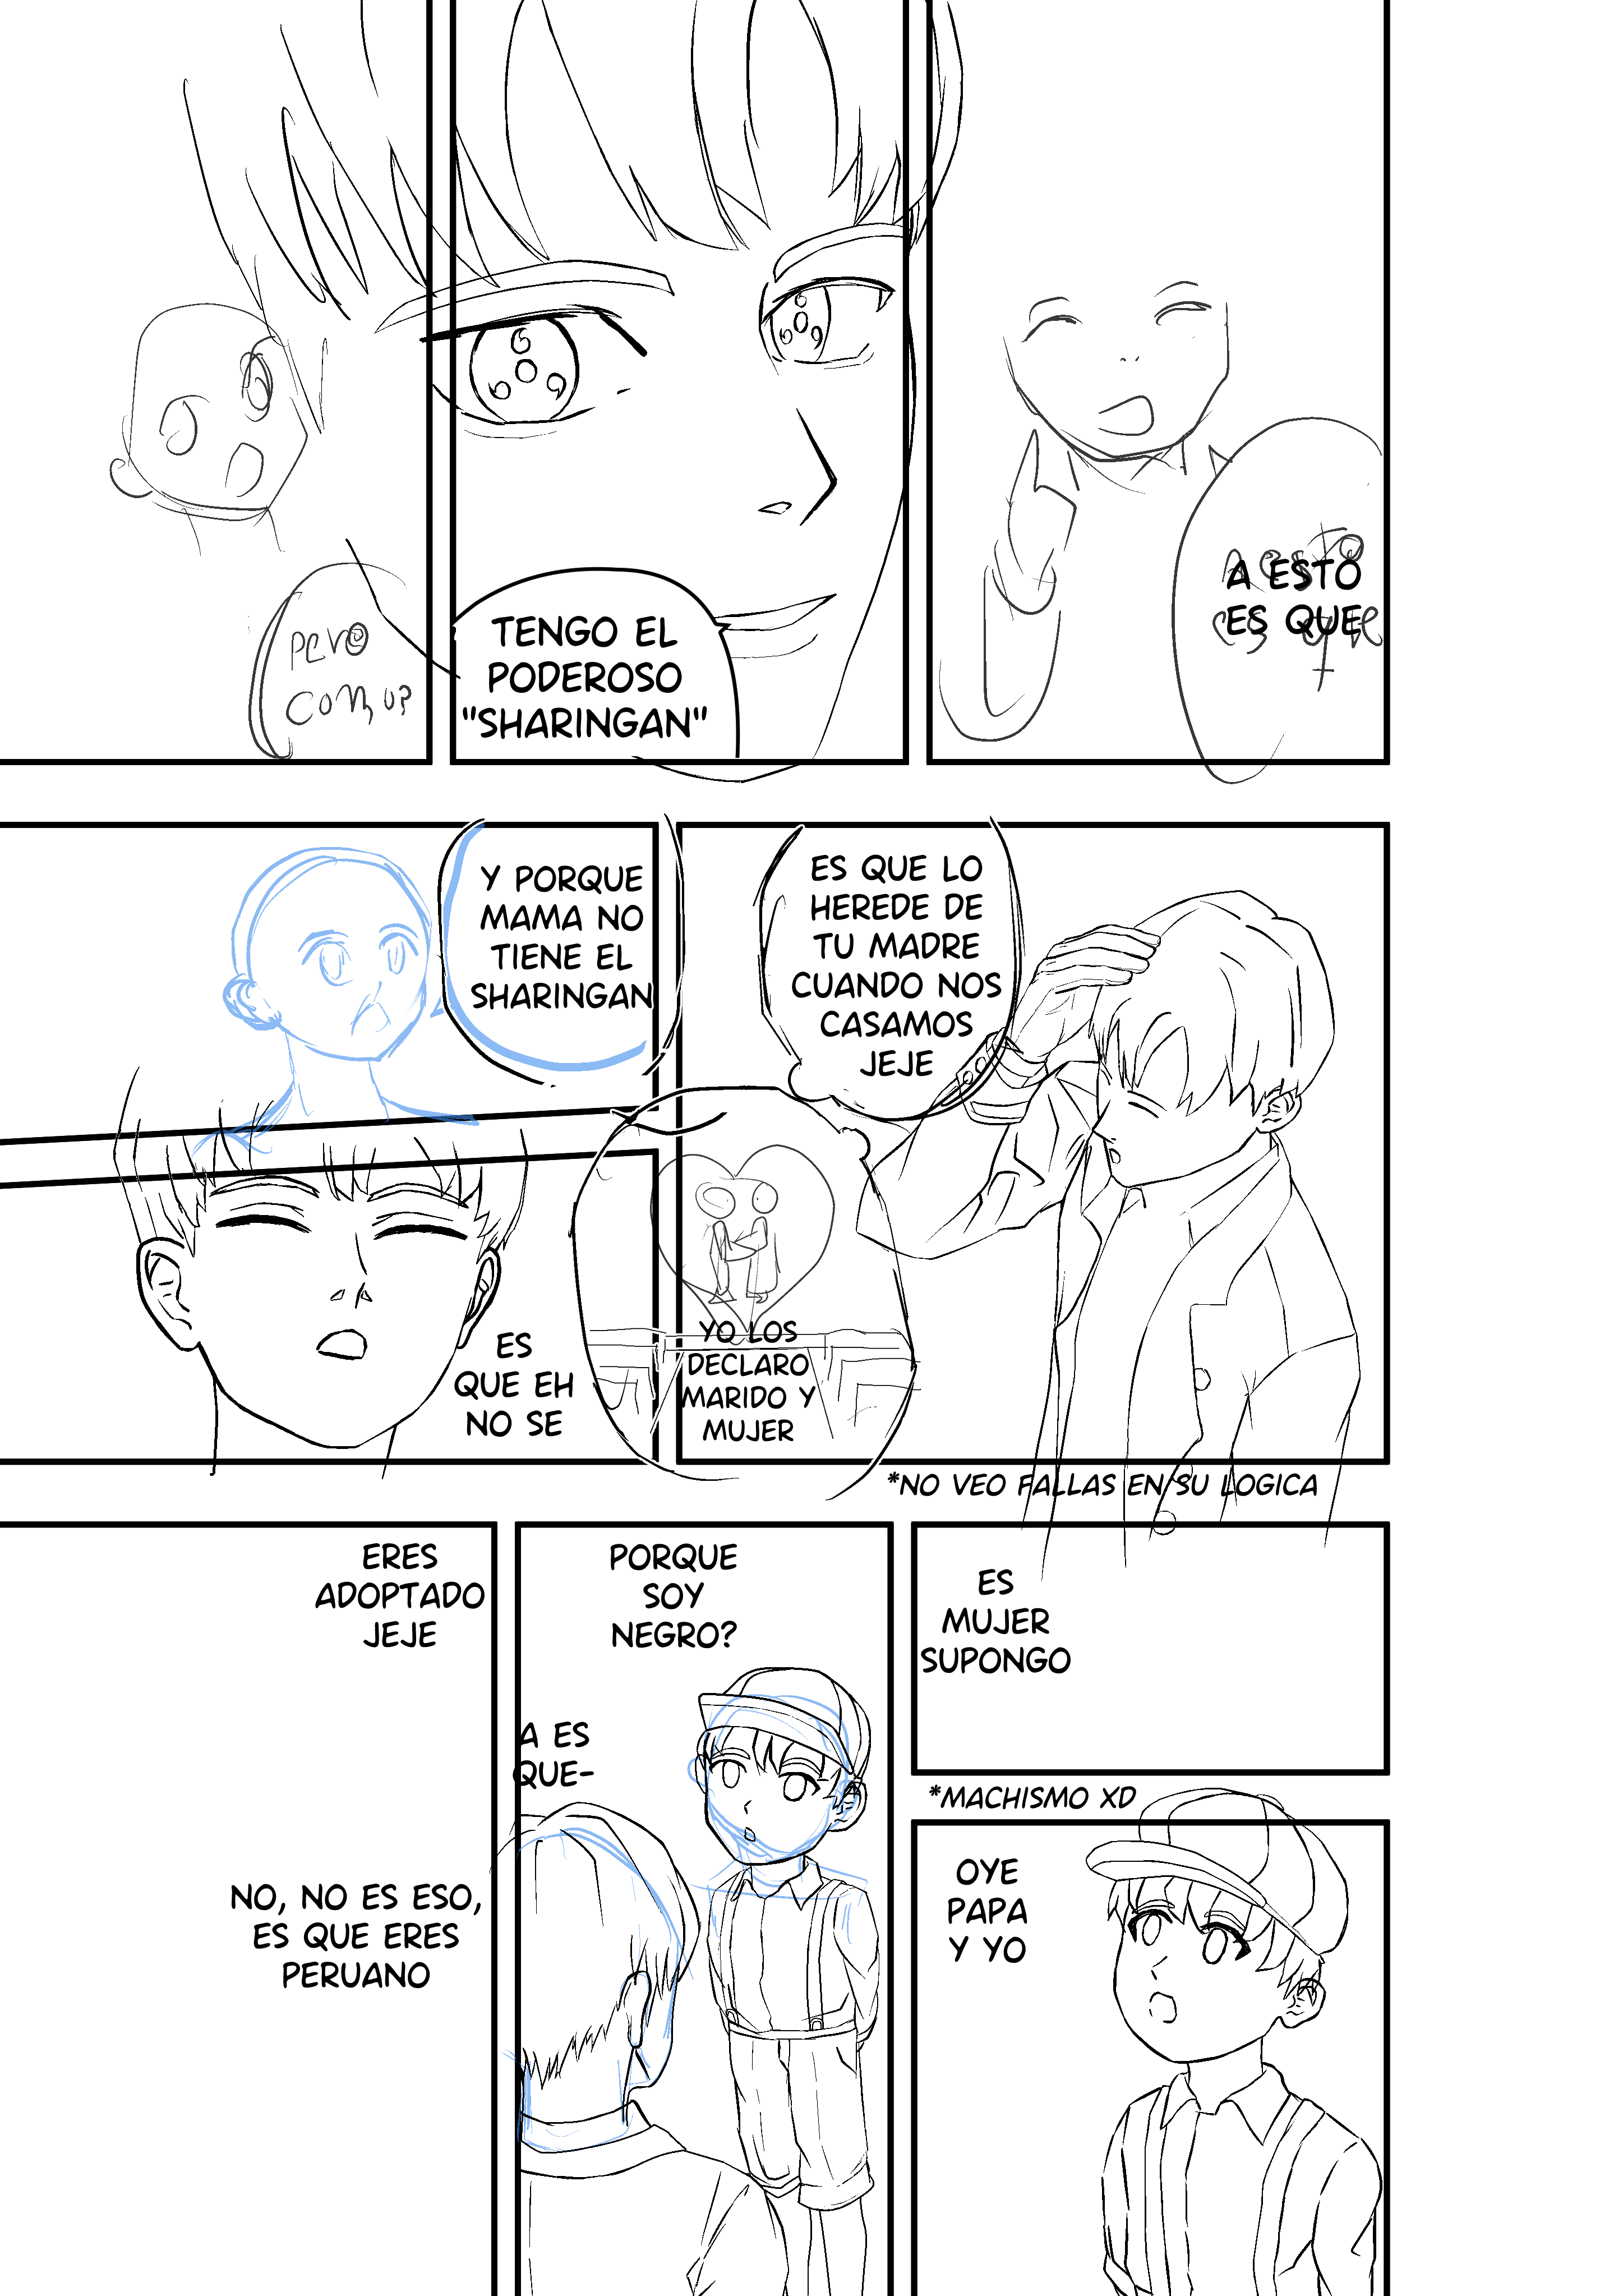 A ESTO
ES QUE
TENGO EL
PODEROSO
"SHARINGAN"
pero
como?
ES QUE LO
HEREDE DE
TU MADRE
CUANDO NOS
CASAMOS
JEJE
YO LOS
DECLARO
MARIDO Y
MUJER
*NO VEO FALLAS EN SU LOGICA
Y PORQUE
MAMA NO
TIENE EL
SHARINGAN
ES
QUE EH
NO SE
ES
MUJER
SUPONGO
*MACHISMO XD
OYE
PAPA
Y YO
PORQUE
SOY
NEGRO?
A ES
QUE-
ERES
ADOPTADO
JEJE
NO, NO ES ESO,
ES QUE ERES
PERUANO